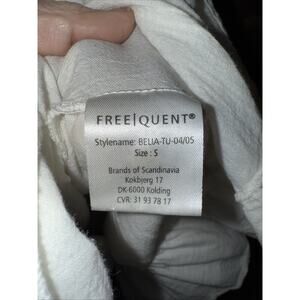 FREE|QUENT®
Stylename: BELIA-TU-04/05
Size : S
Brands of Scandinavia
Kokbjerg 17
DK-6000 Kolding
CVR: 31 93 78 17